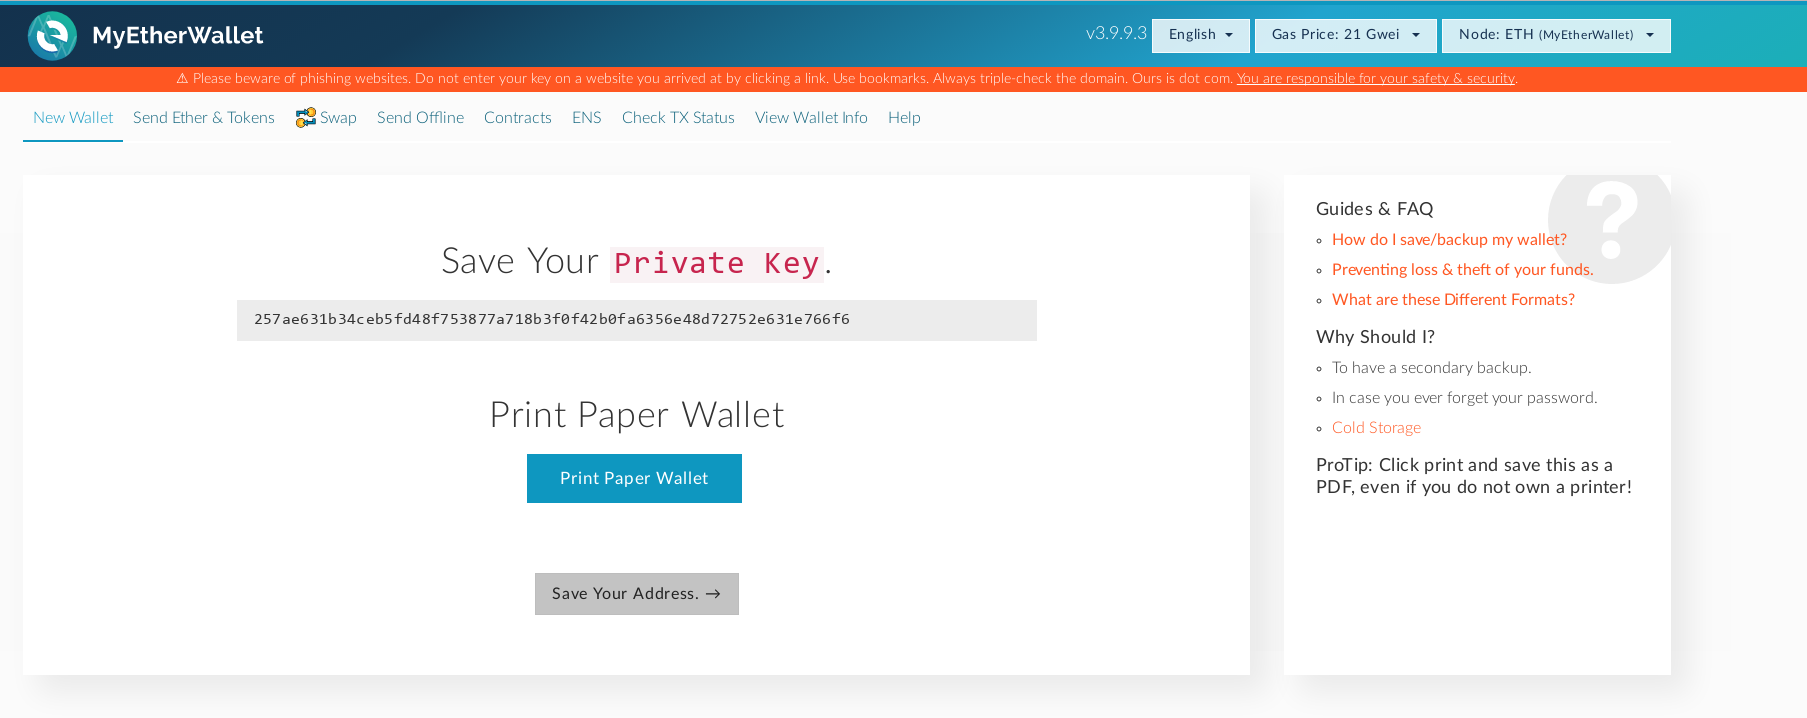 MyEtherWallet
v3.9.9.3 English Gas Price: 21 Gwei Node: ETH (MyEtherWallet)
⚠ Please beware of phishing websites. Do not enter your key on a website you arrived at by clicking a link. Use bookmarks. Always triple-check the domain. Ours is dot com. You are responsible for your safety & security.
New Wallet Send Ether & Tokens Swap Send Offline Contracts ENS Check TX Status View Wallet Info Help
Save Your Private Key.
257ae631b34ceb5fd48f753877a718b3f0f42b0fa6356e48d72752e631e766f6
Print Paper Wallet
Print Paper Wallet
Save Your Address. →
Guides & FAQ
How do I save/backup my wallet?
Preventing loss & theft of your funds.
What are these Different Formats?
Why Should I?
To have a secondary backup.
In case you ever forget your password.
Cold Storage
ProTip: Click print and save this as a
PDF, even if you do not own a printer!